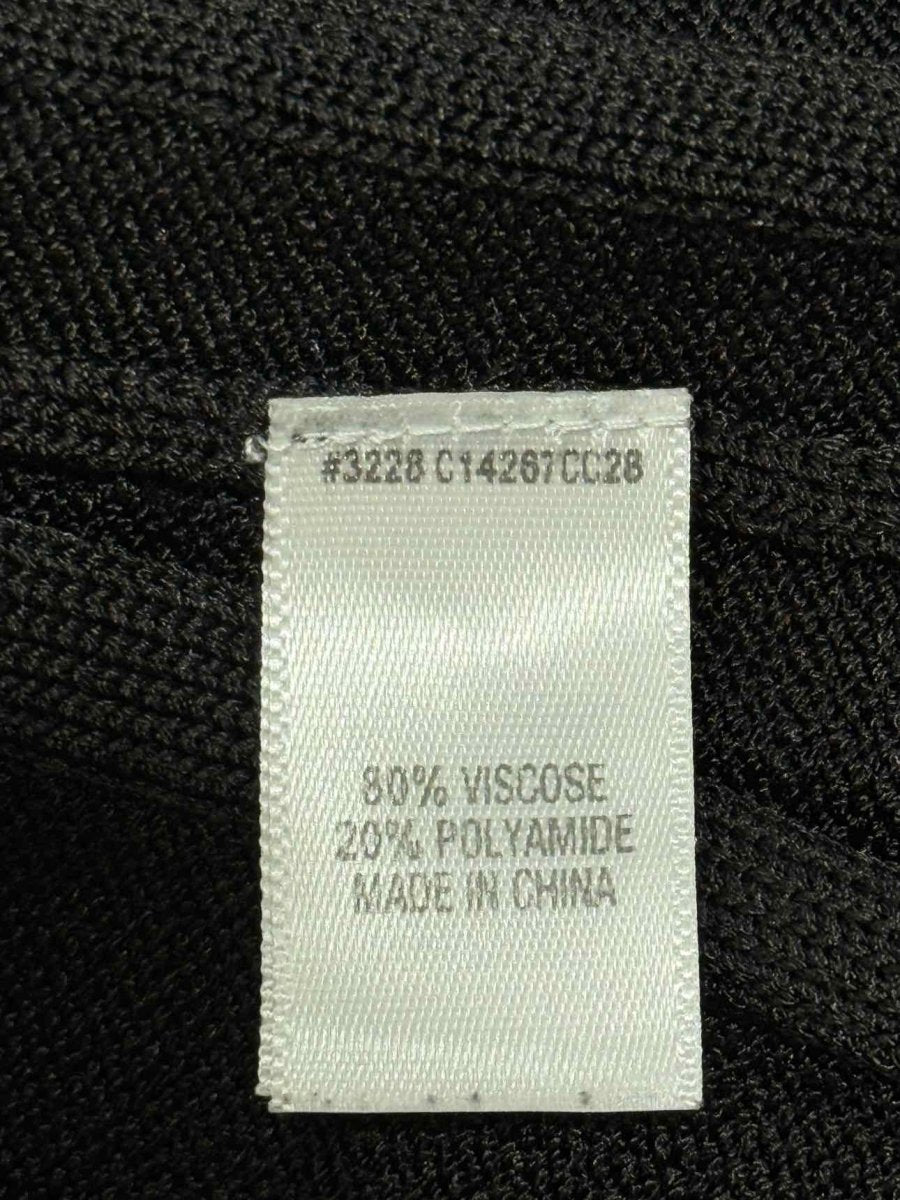 #3228 C14267CC28
80% VISCOSE
20% POLYAMIDE
MADE IN CHINA